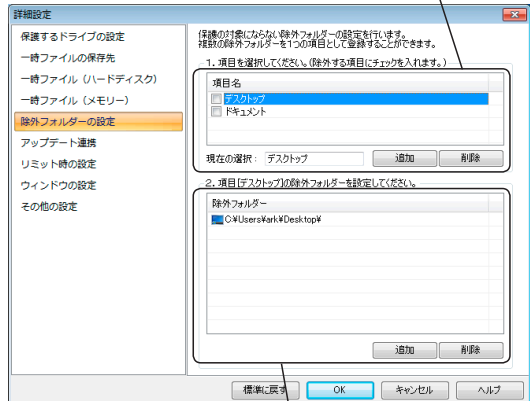 詳細設定
保護するドライブの設定
一時ファイルの保存先
一時ファイル（ハードディスク）
一時ファイル（メモリー）
除外フォルダーの設定
アップデート連携
リミット時の設定
ウィンドウの設定
その他の設定
保護の対象にならない除外フォルダーの設定を行います。
複数の除外フォルダーを1つの項目として登録することができます。
1. 項目を選択してください。(除外する項目にチェックを入れます。)
項目名
デスクトップ
ドキュメント
現在の選択： デスクトップ 追加 削除
2. 項目[デスクトップ]の除外フォルダーを設定してください。
除外フォルダー
C:¥Users¥ark¥Desktop¥
追加 削除
標準に戻す OK キャンセル ヘルプ